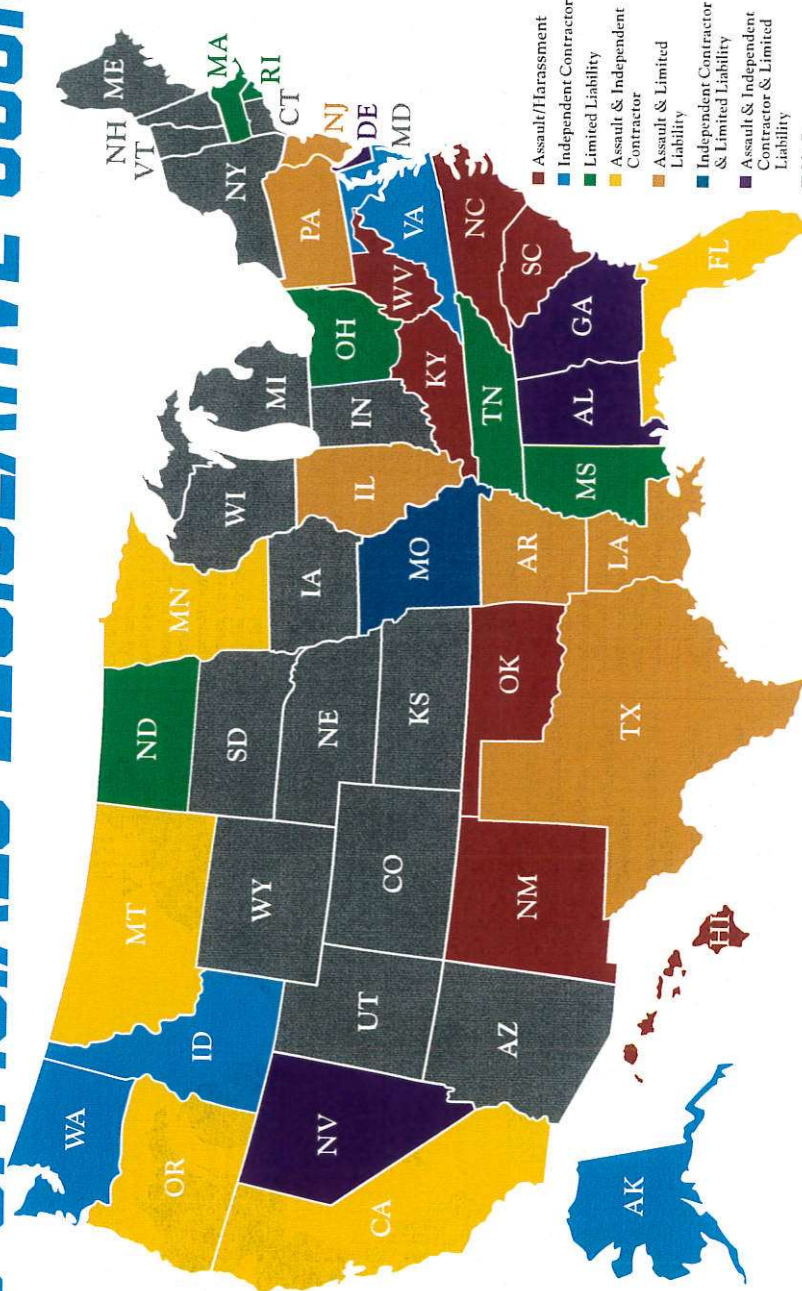 OFFICIALS LEGISLATIVE
WA
MT
ND
MN
ME
NH
VT
OR
ID
WY
SD
WI
MI
NY
MA
RI
CT
NV
UT
CO
NE
IA
IL
IN
OH
PA
NJ
DE
MD
CA
AZ
NM
KS
MO
KY
WV
VA
OK
AR
TN
NC
SC
TX
LA
MS
AL
GA
FL
AK
HI
Assault/Harassment
Independent Contractor
Limited Liability
Assault & Independent
Contractor
Assault & Limited
Liability
Independent Contractor
& Limited Liability
Assault & Independent
Contractor & Limited
Liability